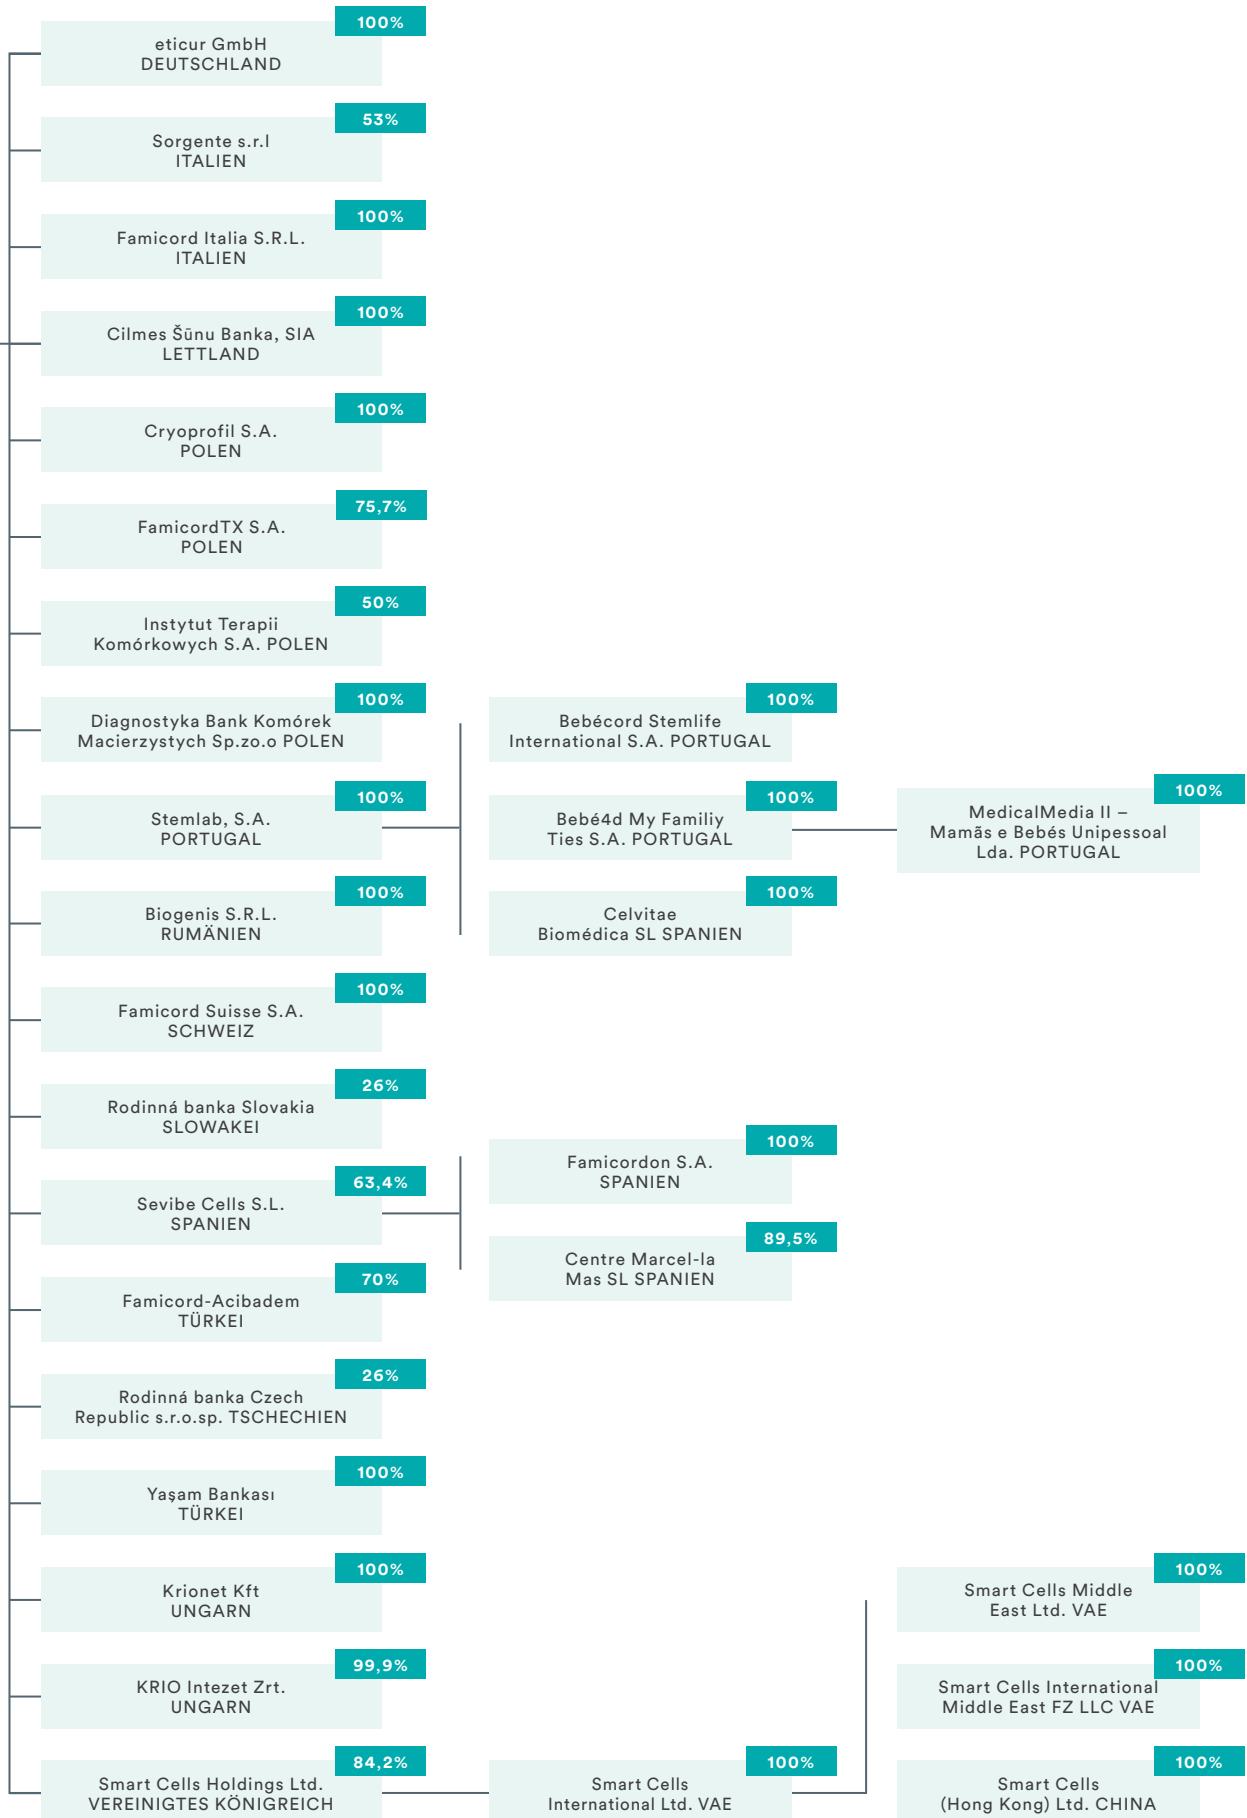 100%
eticur GmbH
DEUTSCHLAND
53%
Sorgente s.r.l
ITALIEN
100%
Famicord Italia S.R.L.
ITALIEN
100%
Cilmes Šūnu Banka, SIA
LETTLAND
100%
Cryoprofil S.A.
POLEN
75,7%
FamicordTX S.A.
POLEN
50%
Instytut Terapii
Komórkowych S.A. POLEN
100%
Diagnostyka Bank Komórek
Macierzystych Sp.zo.o POLEN
100%
Bebécord Stemlife
International S.A. PORTUGAL
100%
Stemlab, S.A.
PORTUGAL
100%
Bebé4d My Familiy
Ties S.A. PORTUGAL
100%
MedicalMedia II –
Mamãs e Bebés Unipessoal
Lda. PORTUGAL
100%
Biogenis S.R.L.
RUMÄNIEN
100%
Celvitae
Biomédica SL SPANIEN
100%
Famicord Suisse S.A.
SCHWEIZ
26%
Rodinná banka Slovakia
SLOWAKEI
100%
Famicordon S.A.
SPANIEN
63,4%
Sevibe Cells S.L.
SPANIEN
89,5%
Centre Marcel-la
Mas SL SPANIEN
70%
Famicord-Acibadem
TÜRKEI
26%
Rodinná banka Czech
Republic s.r.o.sp. TSCHECHIEN
100%
Yaşam Bankası
TÜRKEI
100%
Krionet Kft
UNGARN
100%
Smart Cells Middle
East Ltd. VAE
99,9%
KRIO Intezet Zrt.
UNGARN
100%
Smart Cells International
Middle East FZ LLC VAE
84,2%
Smart Cells Holdings Ltd.
VEREINIGTES KÖNIGREICH
100%
Smart Cells
International Ltd. VAE
100%
Smart Cells
(Hong Kong) Ltd. CHINA